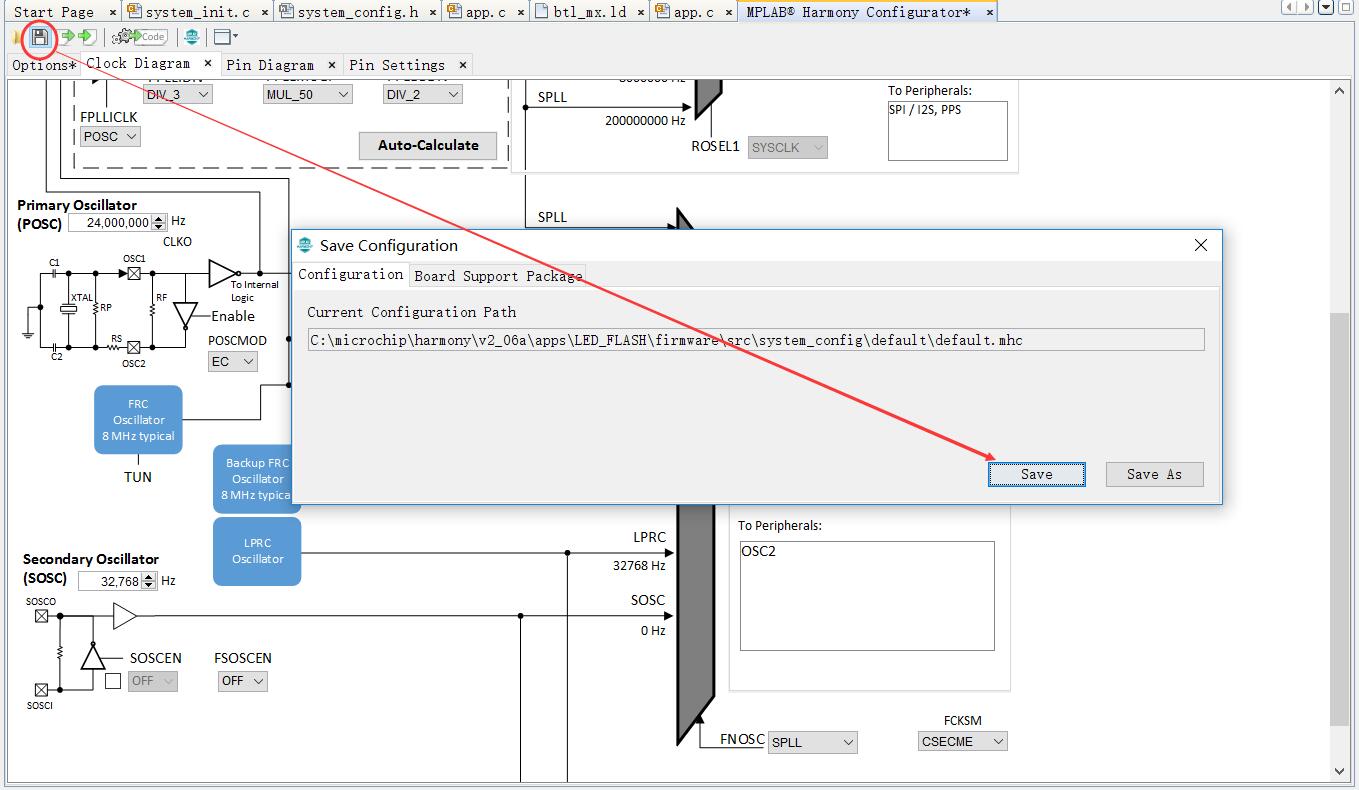 Start Page
system_init.c
system_config.h
app.c
btl_mx.ld
app.c
MPLAB® Harmony Configurator*
Code
Options*
Clock Diagram
Pin Diagram
Pin Settings
DIV_3
MUL_50
DIV_2
FPLLICLK
POSC
Auto-Calculate
SPLL
200000000 Hz
ROSEL1
SYSCLK
To Peripherals:
SPI / I2S, PPS
Primary Oscillator
(POSC)
24,000,000
Hz
CLKO
SPLL
OSC1
C1
XTAL
RP
RF
To Internal
Logic
Enable
RS
C2
OSC2
POSCMOD
EC
FRC
Oscillator
8 MHz typical
TUN
Backup FRC
Oscillator
8 MHz typica
LPRC
Oscillator
Save Configuration
Configuration
Board Support Package
Current Configuration Path
C:\microchip\harmony\v2_06a\apps\LED_FLASH\firmware\src\system_config\default\default.mhc
Save
Save As
LPRC
32768 Hz
SOSC
0 Hz
To Peripherals:
OSC2
Secondary Oscillator
(SOSC)
32,768
Hz
SOSCO
SOSCEN
OFF
FSOSCEN
OFF
SOSCI
FNOSC
SPLL
FCKSM
CSECME